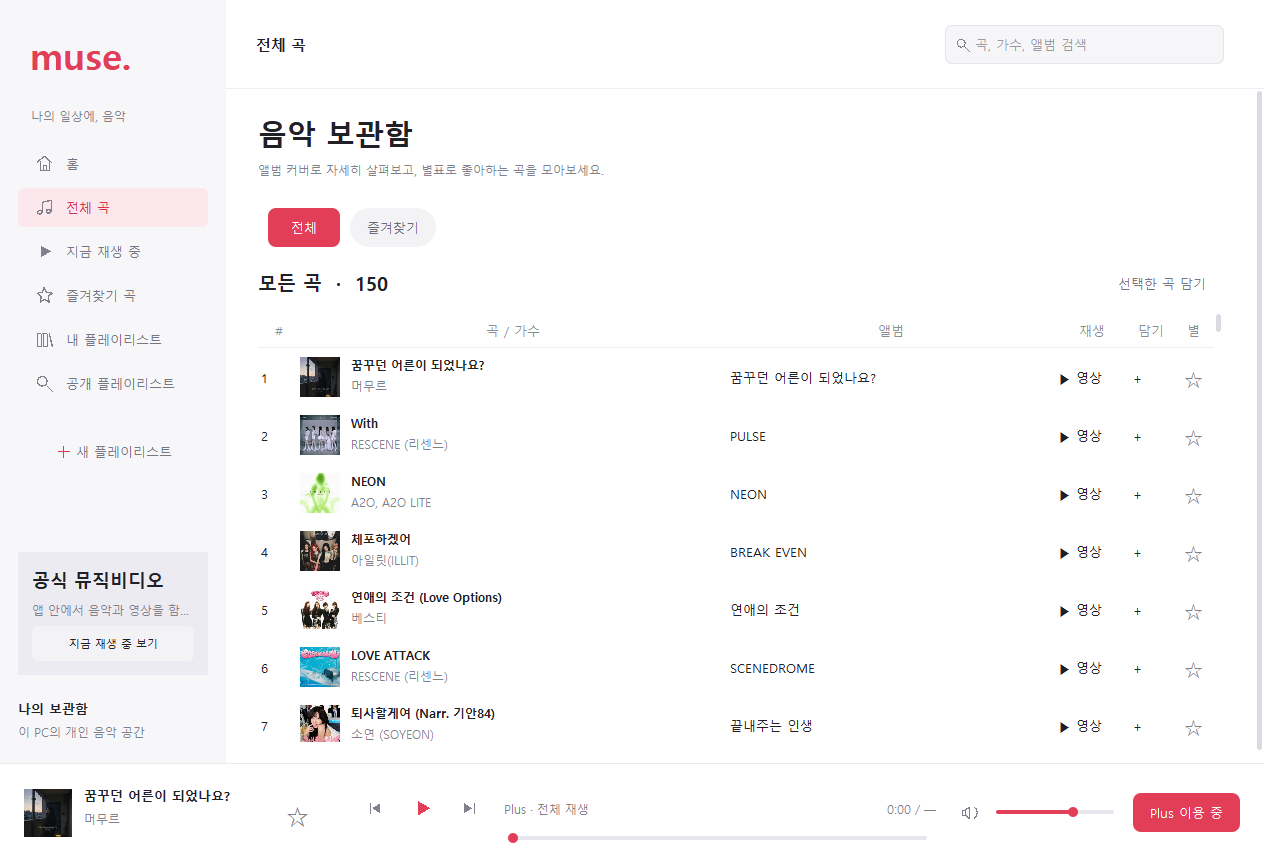 muse.
나의 일상에, 음악
홈
전체 곡
지금 재생 중
즐겨찾기 곡
내 플레이리스트
공개 플레이리스트
새 플레이리스트
공식 뮤직비디오
앱 안에서 음악과 영상을 함...
지금 재생 중 보기
나의 보관함
이 PC의 개인 음악 공간
전체 곡
곡, 가수, 앨범 검색
음악 보관함
앨범 커버로 자세히 살펴보고, 별표로 좋아하는 곡을 모아보세요.
전체 즐겨찾기
모든 곡 · 150 선택한 곡 담기
# 곡 / 가수 앨범 재생 담기 별
1 꿈꾸던 어른이 되었나요? 꿈꾸던 어른이 되었나요? ▶ 영상 + ☆
머무르
2 With PULSE ▶ 영상 + ☆
RESCENE (리센느)
3 NEON NEON ▶ 영상 + ☆
A2O, A2O LITE
4 체포하겠어 BREAK EVEN ▶ 영상 + ☆
아일릿(ILLIT)
5 연애의 조건 (Love Options) 연애의 조건 ▶ 영상 + ☆
베스티
6 LOVE ATTACK SCENEDROME ▶ 영상 + ☆
RESCENE (리센느)
7 퇴사할게여 (Narr. 기안84) 끝내주는 인생 ▶ 영상 + ☆
소연 (SOYEON)
꿈꾸던 어른이 되었나요?
머무르
Plus · 전체 재생
0:00 / —
Plus 이용 중